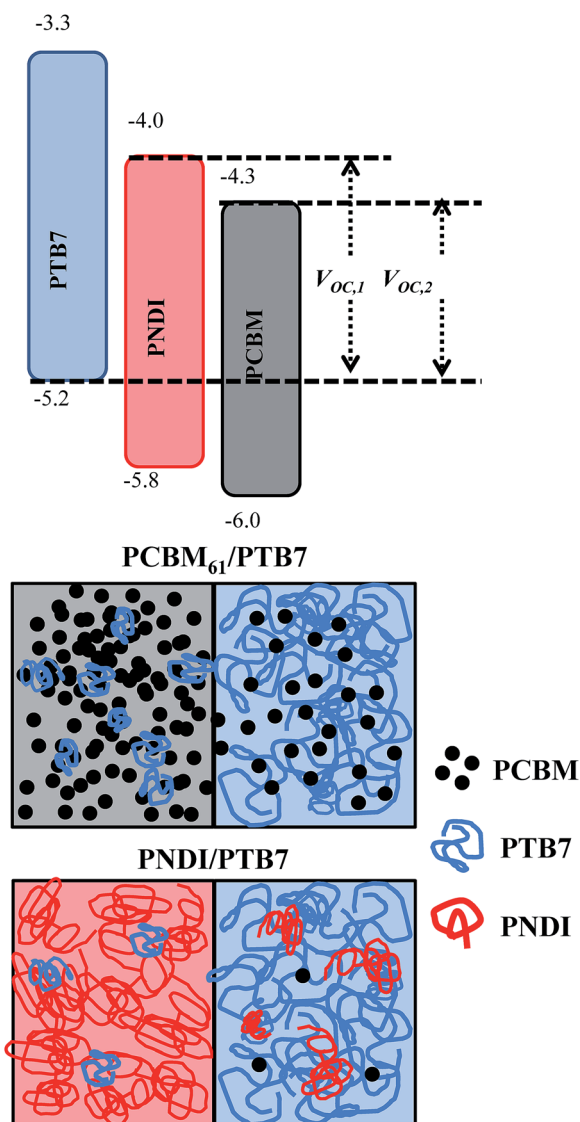 -3.3
-4.0
-4.3
PTB7
PNDI
PCBM
V_OC,1
V_OC,2
-5.2
-5.8
-6.0
PCBM₆₁/PTB7
PCBM
PTB7
PNDI/PTB7
PNDI